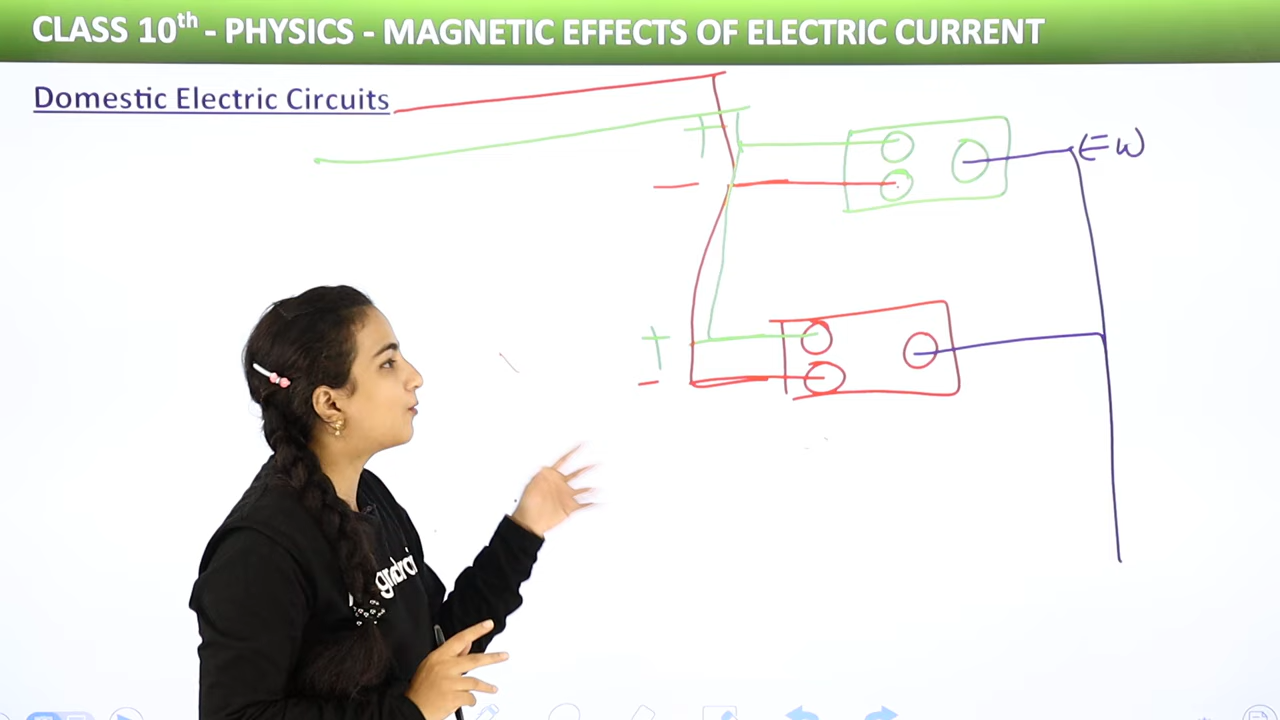 CLASS 10th - PHYSICS - MAGNETIC EFFECTS OF ELECTRIC CURRENT
Domestic Electric Circuits
+
-
EW
+
-